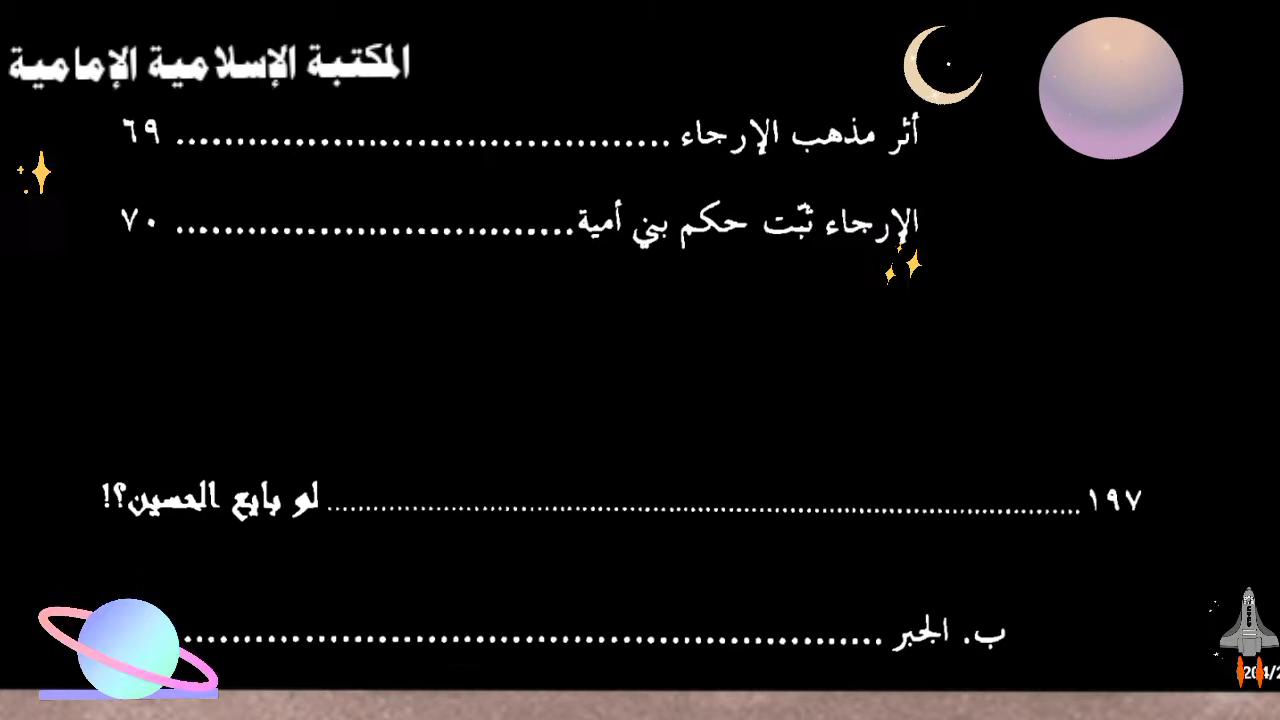 المكتبة الإسلامية الإمامية
أثر مذهب الإرجاء ........................................ ٦٩
الإرجاء ثبّت حكم بني أمية ................................. ٧٠
١٩٧ ........................................ لو بايع الحسين؟!
ب. الجبر ........................................